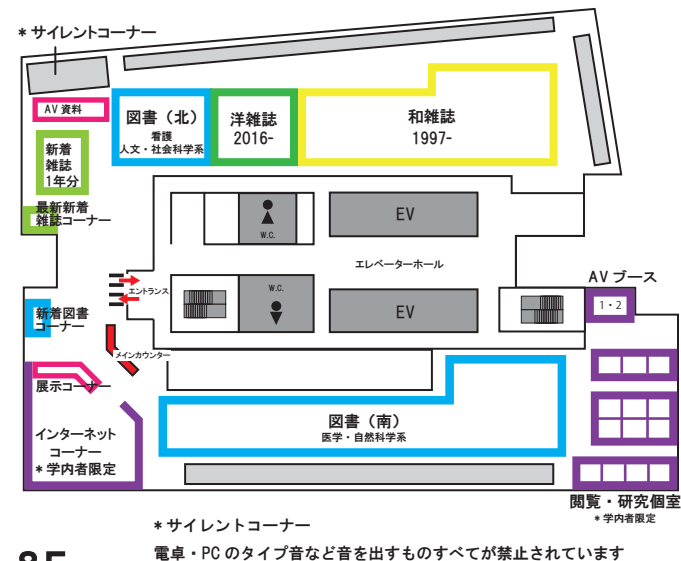 *サイレントコーナー
AV 資料
図書（北）
看護
人文・社会科学系
洋雑誌
2016-
和雑誌
1997-
新着
雑誌
1年分
最新新着
雑誌コーナー
W.C.
EV
エレベーターホール
エントランス
W.C.
EV
AV ブース
1・2
新着図書
コーナー
メインカウンター
展示コーナー
図書（南）
医学・自然科学系
インターネット
コーナー
*学内者限定
閲覧・研究個室
*学内者限定
*サイレントコーナー
電卓・PC のタイプ音など音を出すものすべてが禁止されています